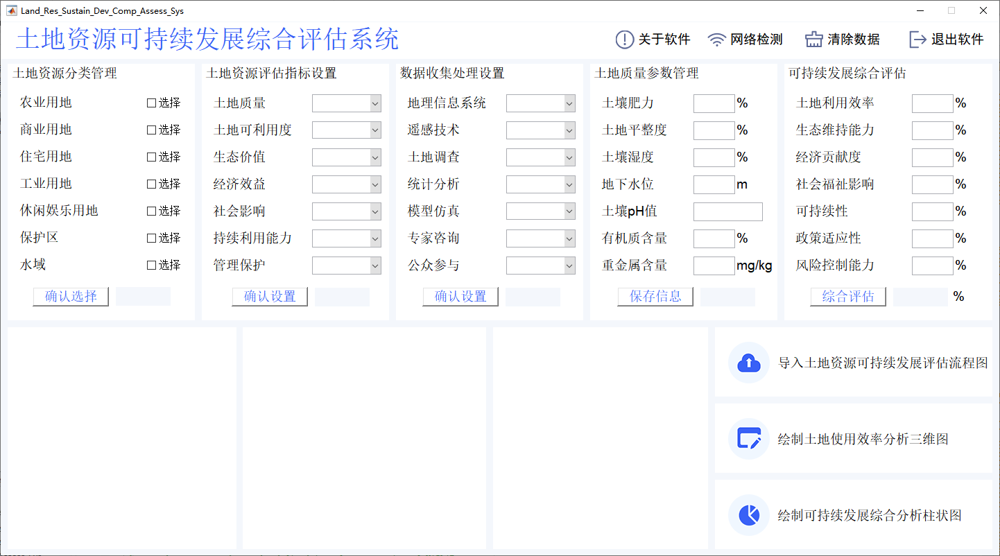 Land_Res_Sustain_Dev_Comp_Assess_Sys
土地资源可持续发展综合评估系统
关于软件
网络检测
清除数据
退出软件
土地资源分类管理
农业用地 选择
商业用地 选择
住宅用地 选择
工业用地 选择
休闲娱乐用地 选择
保护区 选择
水域 选择
确认选择
土地资源评估指标设置
土地质量
土地可利用度
生态价值
经济效益
社会影响
持续利用能力
管理保护
确认设置
数据收集处理设置
地理信息系统
遥感技术
土地调查
统计分析
模型仿真
专家咨询
公众参与
确认设置
土地质量参数管理
土壤肥力 %
土地平整度 %
土壤湿度 %
地下水位 m
土壤pH值
有机质含量 %
重金属含量 mg/kg
保存信息
可持续发展综合评估
土地利用效率 %
生态维持能力 %
经济贡献度 %
社会福祉影响 %
可持续性 %
政策适应性 %
风险控制能力 %
综合评估 %
导入土地资源可持续发展评估流程图
绘制土地使用效率分析三维图
绘制可持续发展综合分析柱状图